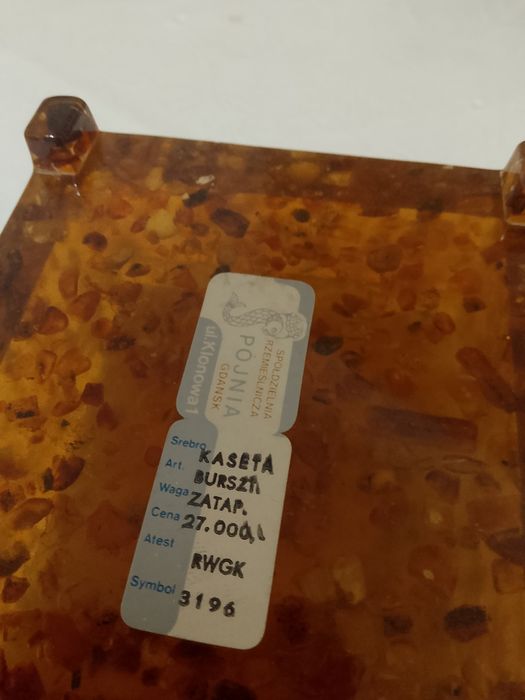 SPÓŁDZIELNIA
RZEMIEŚLNICZA
POJNIA
GDAŃSK
ul.Klonowa 1
Srebro KASETA
Art. BURSZT.
Waga ZATAP.
Cena 27.000,
Atest
RWGK
Symbol 3196